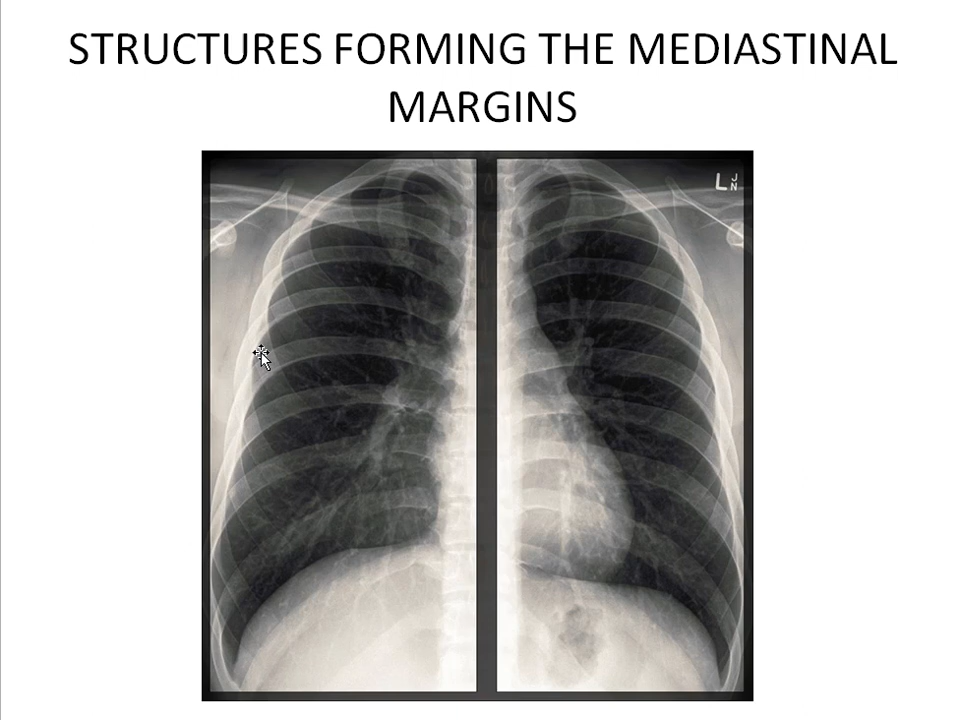 STRUCTURES FORMING THE MEDIASTINAL
MARGINS
L J
N